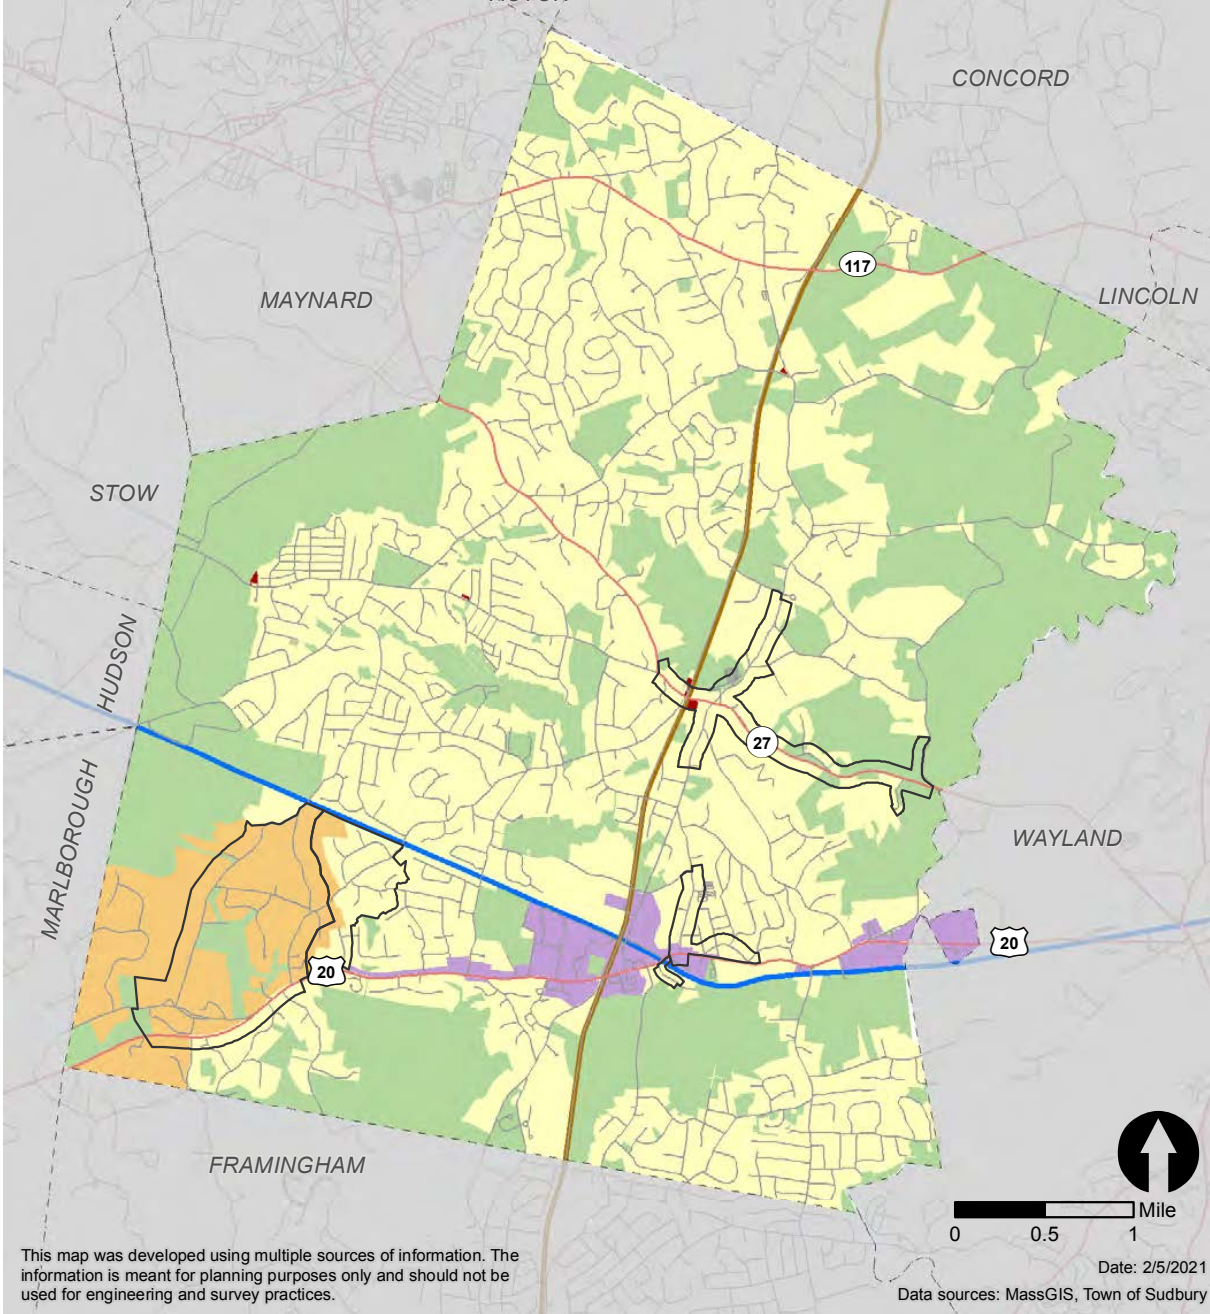 CONCORD
117
LINCOLN
MAYNARD
STOW
HUDSON
27
MARLBOROUGH
WAYLAND
20
20
FRAMINGHAM
Mile
0 0.5 1
This map was developed using multiple sources of information. The
information is meant for planning purposes only and should not be
used for engineering and survey practices.
Date: 2/5/2021
Data sources: MassGIS, Town of Sudbury